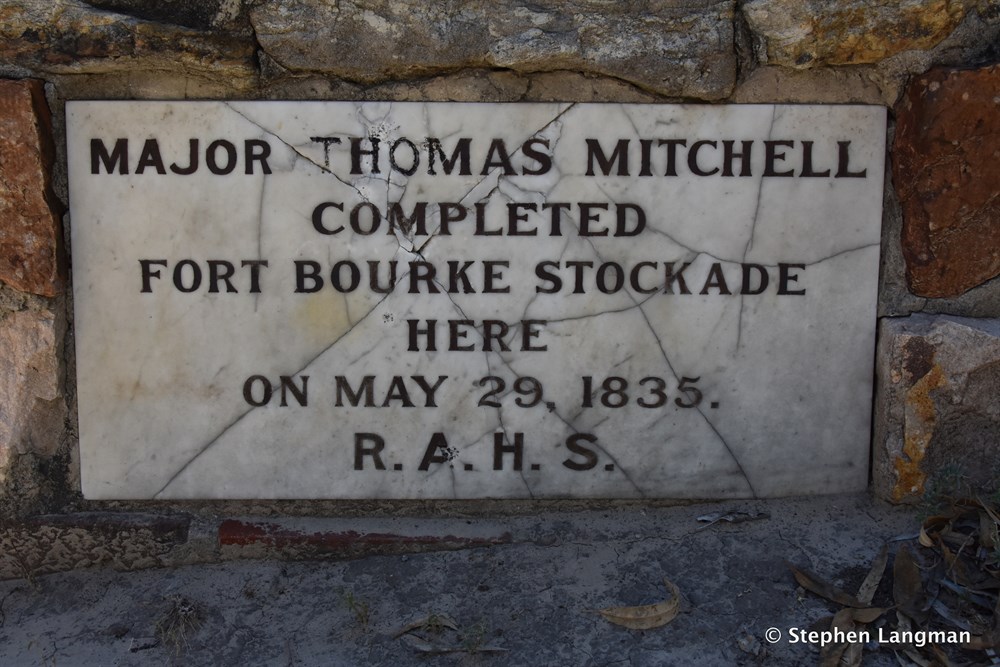 MAJOR THOMAS MITCHELL
COMPLETED
FORT BOURKE STOCKADE
HERE
ON MAY 29, 1835.
R. A. H. S.
© Stephen Langman